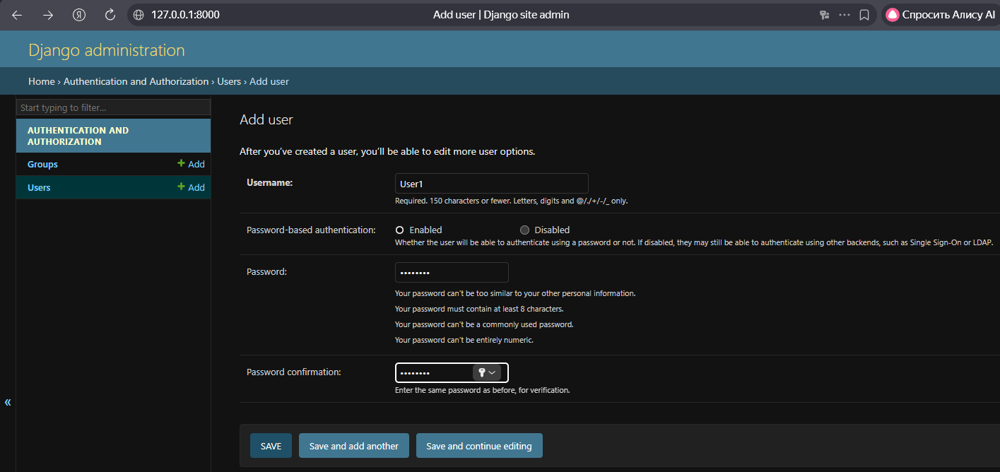 Я 127.0.0.1:8000 Add user | Django site admin Спросить Алису AI
Django administration
Home › Authentication and Authorization › Users › Add user
Start typing to filter...
AUTHENTICATION AND
AUTHORIZATION
Groups + Add
Users + Add
«
Add user
After you’ve created a user, you’ll be able to edit more user options.
Username: User1
Required. 150 characters or fewer. Letters, digits and @/./+/-/_ only.
Password-based authentication: Enabled Disabled
Whether the user will be able to authenticate using a password or not. If disabled, they may still be able to authenticate using other backends, such as Single Sign-On or LDAP.
Password: ••••••••
Your password can’t be too similar to your other personal information.
Your password must contain at least 8 characters.
Your password can’t be a commonly used password.
Your password can’t be entirely numeric.
Password confirmation: ••••••••
Enter the same password as before, for verification.
SAVE Save and add another Save and continue editing